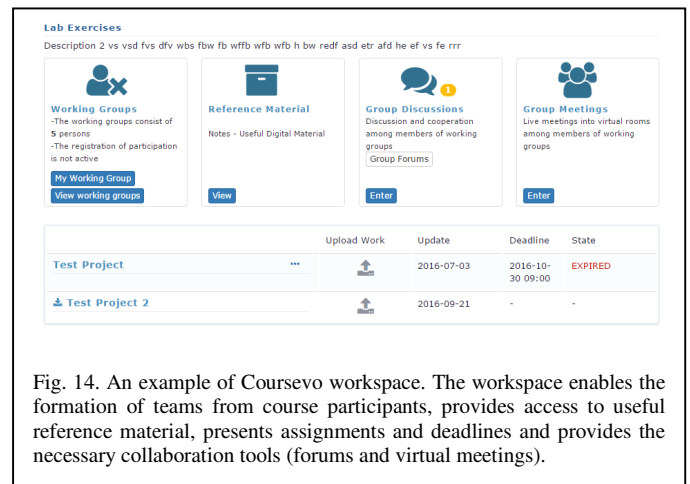 Lab Exercises
Description 2 vs vsd fvs dfv wbs fbw fb wffb wfb wfb h bw redf asd etr afd he ef vs fe rrr
Working Groups
-The working groups consist of
5 persons
-The registration of participation
is not active
My Working Group
View working groups
Reference Material
Notes - Useful Digital Material
View
1
Group Discussions
Discussion and cooperation
among members of working
groups
Group Forums
Enter
Group Meetings
Live meetings into virtual rooms
among members of working
groups
Enter
Upload Work Update Deadline State
Test Project ••• 2016-07-03 2016-10- EXPIRED
30 09:00
Test Project 2 2016-09-21 - -
Fig. 14. An example of Coursevo workspace. The workspace enables the
formation of teams from course participants, provides access to useful
reference material, presents assignments and deadlines and provides the
necessary collaboration tools (forums and virtual meetings).